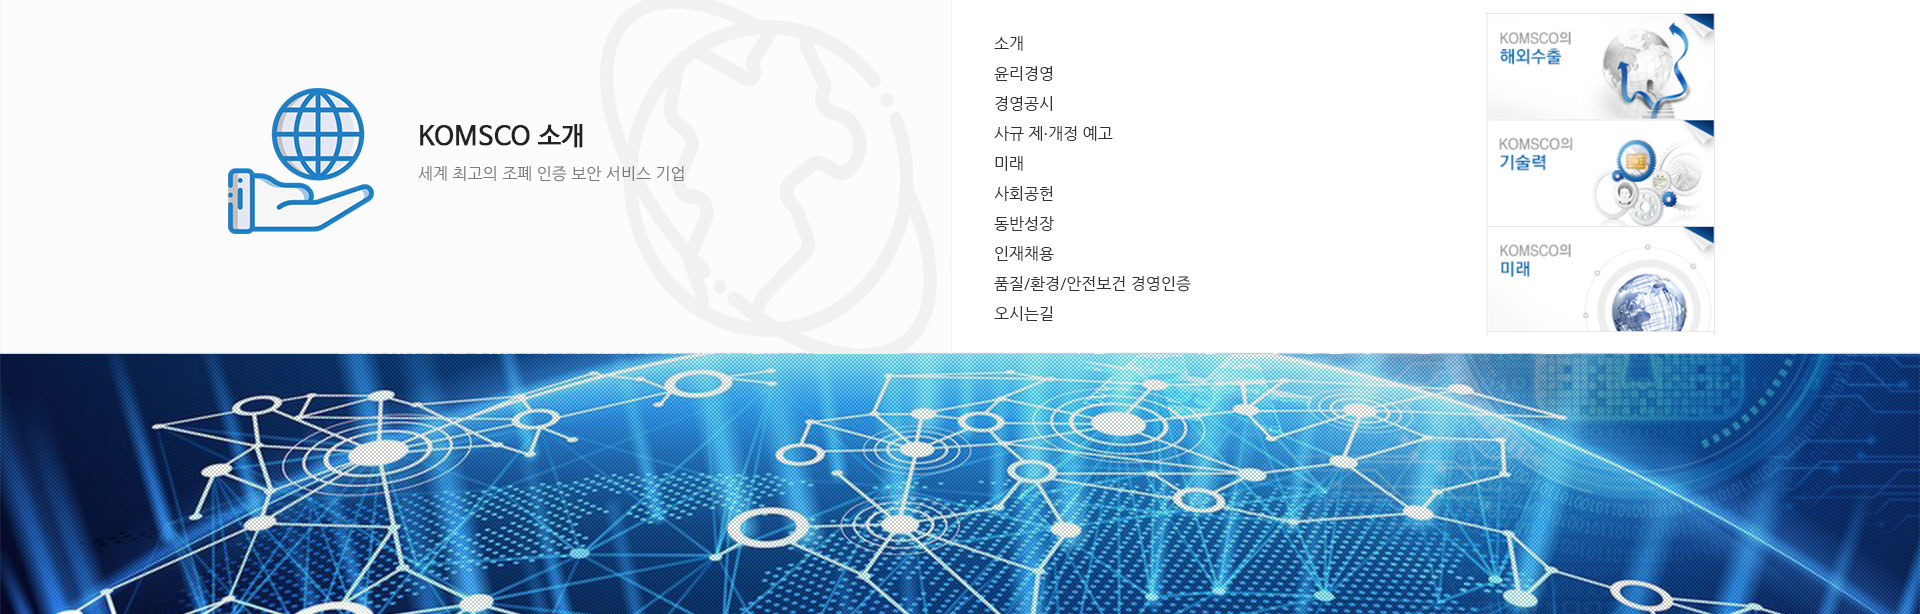 KOMSCO 소개
세계 최고의 조폐 인증 보안 서비스 기업
소개
윤리경영
경영공시
사규 제·개정 예고
미래
사회공헌
동반성장
인재채용
품질/환경/안전보건 경영인증
오시는길
KOMSCO의
해외수출
KOMSCO의
기술력
KOMSCO의
미래